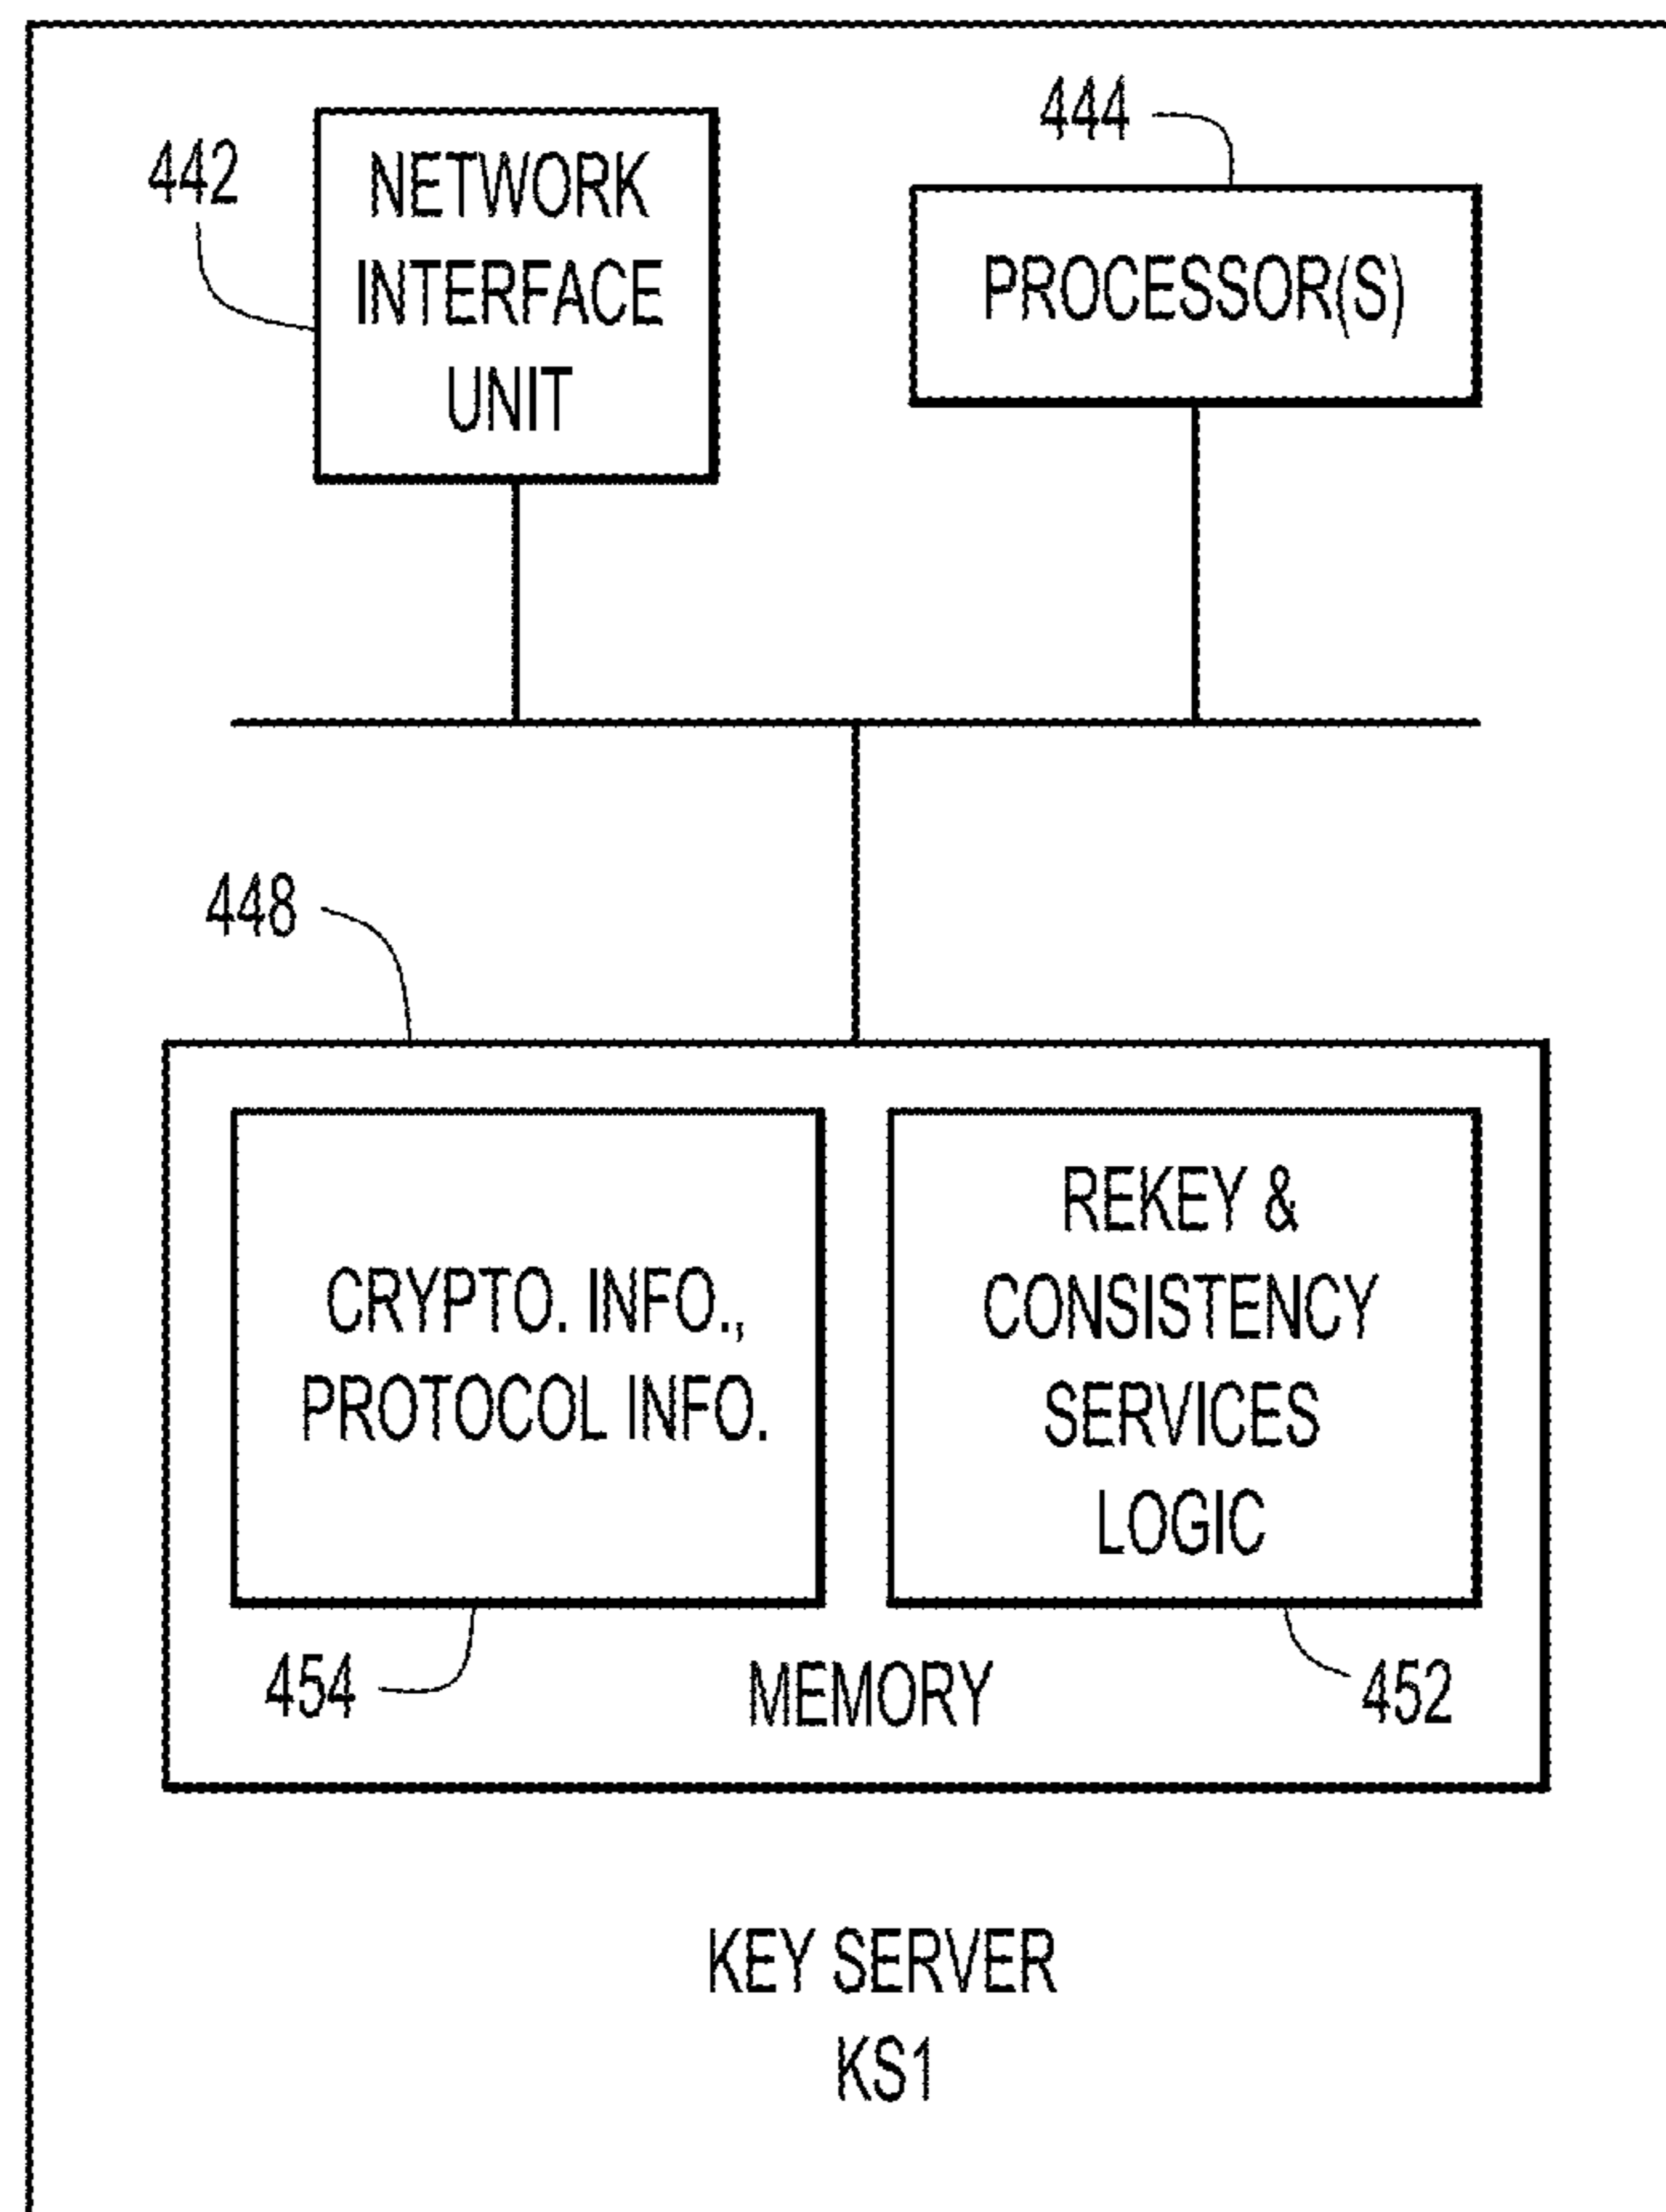 444
442
NETWORK
INTERFACE
UNIT
PROCESSOR(S)
448
CRYPTO. INFO.,
PROTOCOL INFO.
REKEY &
CONSISTENCY
SERVICES
LOGIC
454
MEMORY
452
KEY SERVER
KS1